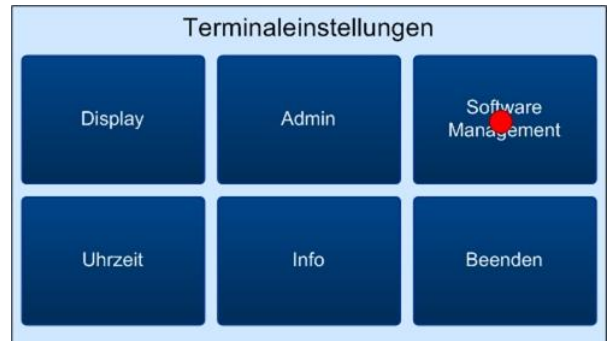 Terminaleinstellungen
Display
Admin
Software
Management
Uhrzeit
Info
Beenden